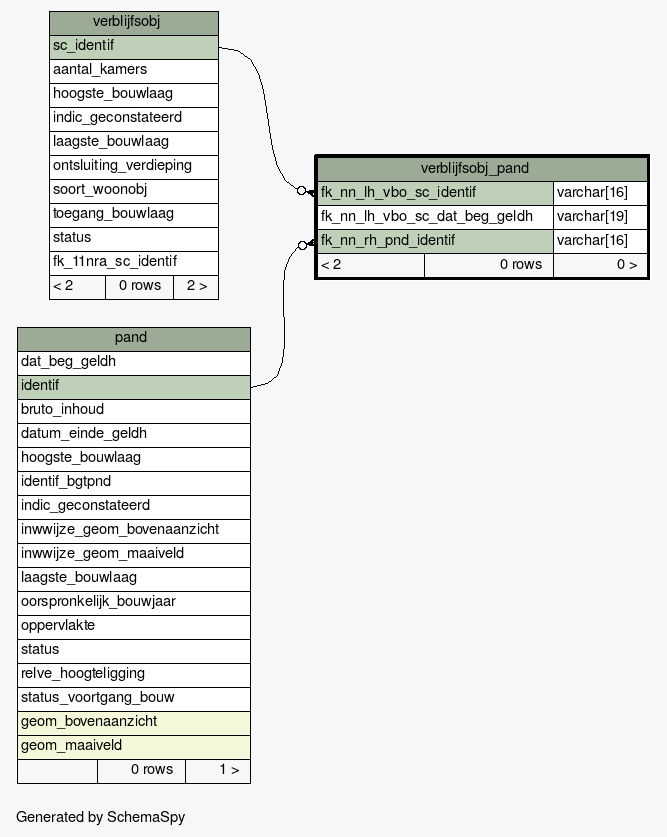 verblijfsobj
sc_identif
aantal_kamers
hoogste_bouwlaag
indic_geconstateerd
laagste_bouwlaag
ontsluiting_verdieping
soort_woonobj
toegang_bouwlaag
status
fk_11nra_sc_identif
< 2 0 rows 2 >
verblijfsobj_pand
fk_nn_lh_vbo_sc_identif varchar[16]
fk_nn_lh_vbo_sc_dat_beg_geldh varchar[19]
fk_nn_rh_pnd_identif varchar[16]
< 2 0 rows 0 >
pand
dat_beg_geldh
identif
bruto_inhoud
datum_einde_geldh
hoogste_bouwlaag
identif_bgtpnd
indic_geconstateerd
inwwijze_geom_bovenaanzicht
inwwijze_geom_maaiveld
laagste_bouwlaag
oorspronkelijk_bouwjaar
oppervlakte
status
relve_hoogteligging
status_voortgang_bouw
geom_bovenaanzicht
geom_maaiveld
0 rows 1 >
Generated by SchemaSpy